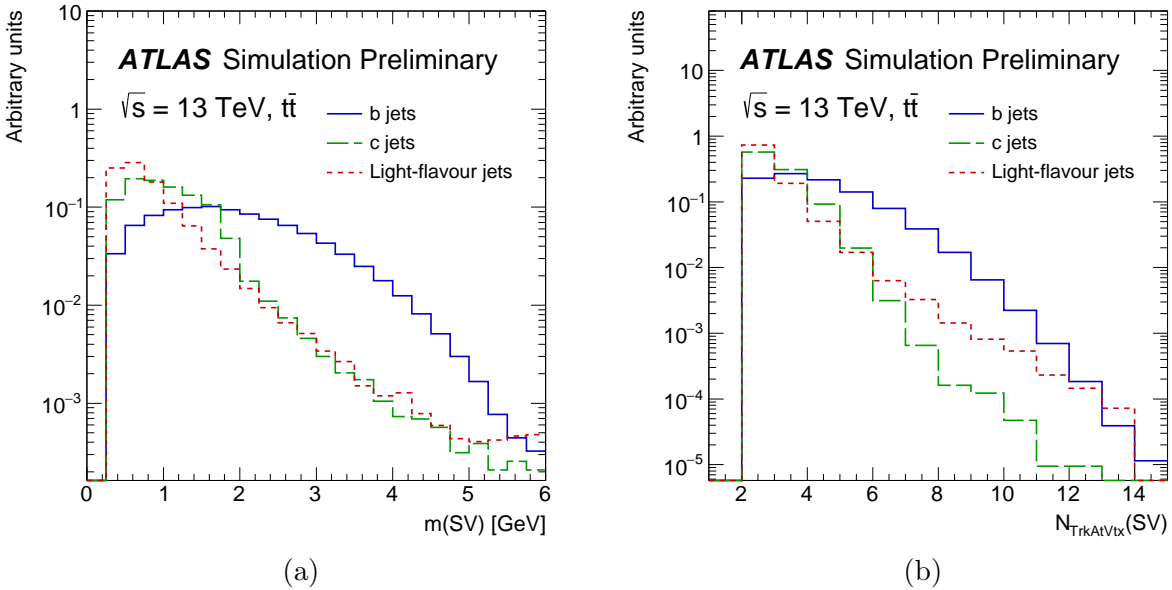 Arbitrary units
10
1
10⁻¹
10⁻²
10⁻³
ATLAS Simulation Preliminary
√s = 13 TeV, tt̄
b jets
c jets
Light-flavour jets
0 1 2 3 4 5 6
m(SV) [GeV]
(a)
Arbitrary units
10
1
10⁻¹
10⁻²
10⁻³
10⁻⁴
10⁻⁵
ATLAS Simulation Preliminary
√s = 13 TeV, tt̄
b jets
c jets
Light-flavour jets
2 4 6 8 10 12 14
N_TrkAtVtx(SV)
(b)